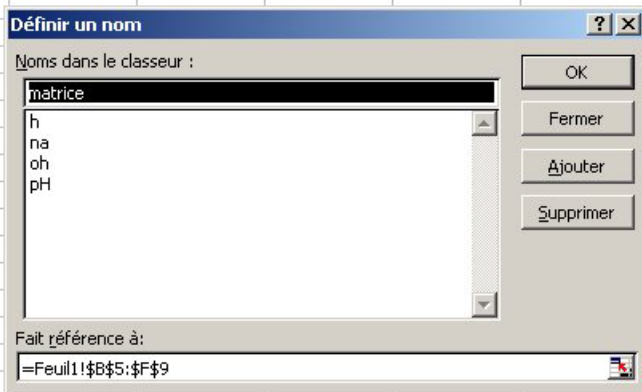 Définir un nom
? X
Noms dans le classeur :
matrice
h
na
oh
pH
OK
Fermer
Ajouter
Supprimer
Fait référence à:
=Feuil1!$B$5:$F$9